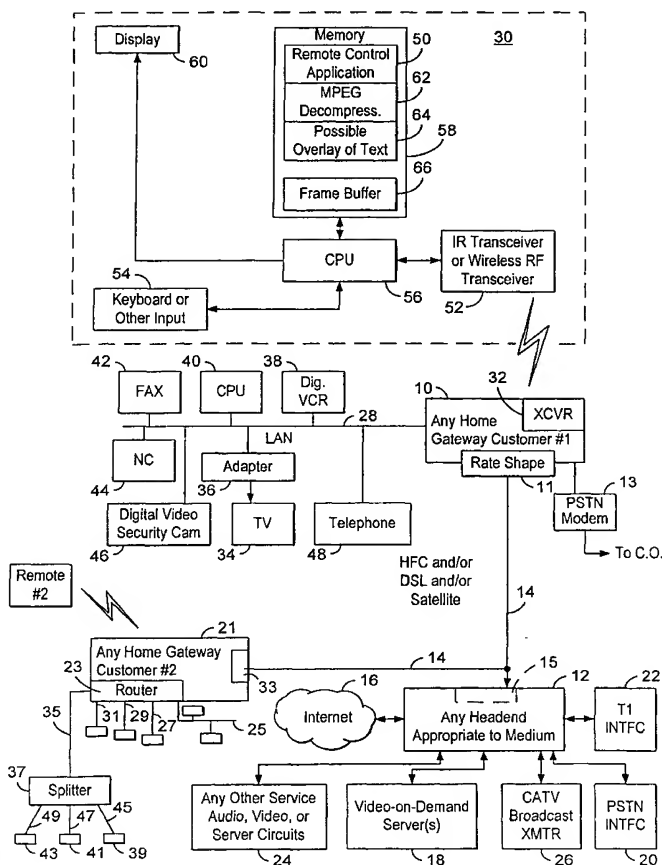 30
Display
60
Memory
Remote Control
Application
50
MPEG
Decompress.
62
Possible
Overlay of Text
64
58
Frame Buffer
66
CPU
56
IR Transceiver
or Wireless RF
Transceiver
52
54
Keyboard or
Other Input
42
FAX
40
CPU
38
Dig.
VCR
28
LAN
10
32
XCVR
Any Home
Gateway Customer #1
Rate Shape
11
13
PSTN
Modem
To C.O.
NC
44
Adapter
36
Digital Video
Security Cam
46
TV
34
Telephone
48
HFC and/or
DSL and/or
Satellite
14
Remote
#2
21
Any Home Gateway
Customer #2
23
Router
33
14
35
31
29
27
25
16
Internet
15
12
Any Headend
Appropriate to Medium
22
T1
INTFC
37
Splitter
49
47
45
43
41
39
Any Other Service
Audio, Video, or
Server Circuits
24
Video-on-Demand
Server(s)
18
CATV
Broadcast
XMTR
26
PSTN
INTFC
20